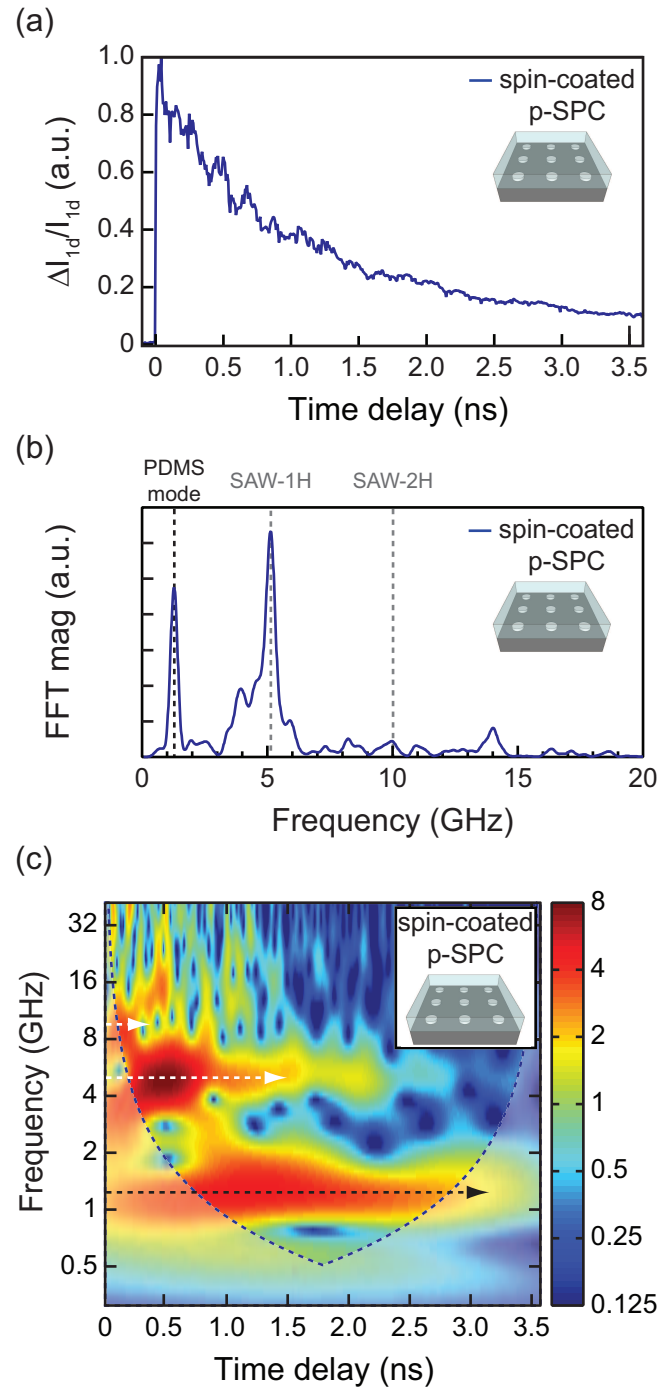 (a)
ΔI1d/I1d (a.u.)
1.0
0.8
0.6
0.4
0.2
0
spin-coated
p-SPC
0 0.5 1.0 1.5 2.0 2.5 3.0 3.5
Time delay (ns)
(b)
PDMS
mode
SAW-1H
SAW-2H
FFT mag (a.u.)
spin-coated
p-SPC
0 5 10 15 20
Frequency (GHz)
(c)
Frequency (GHz)
32
16
8
4
2
1
0.5
spin-coated
p-SPC
8
4
2
1
0.5
0.25
0.125
0 0.5 1.0 1.5 2.0 2.5 3.0 3.5
Time delay (ns)